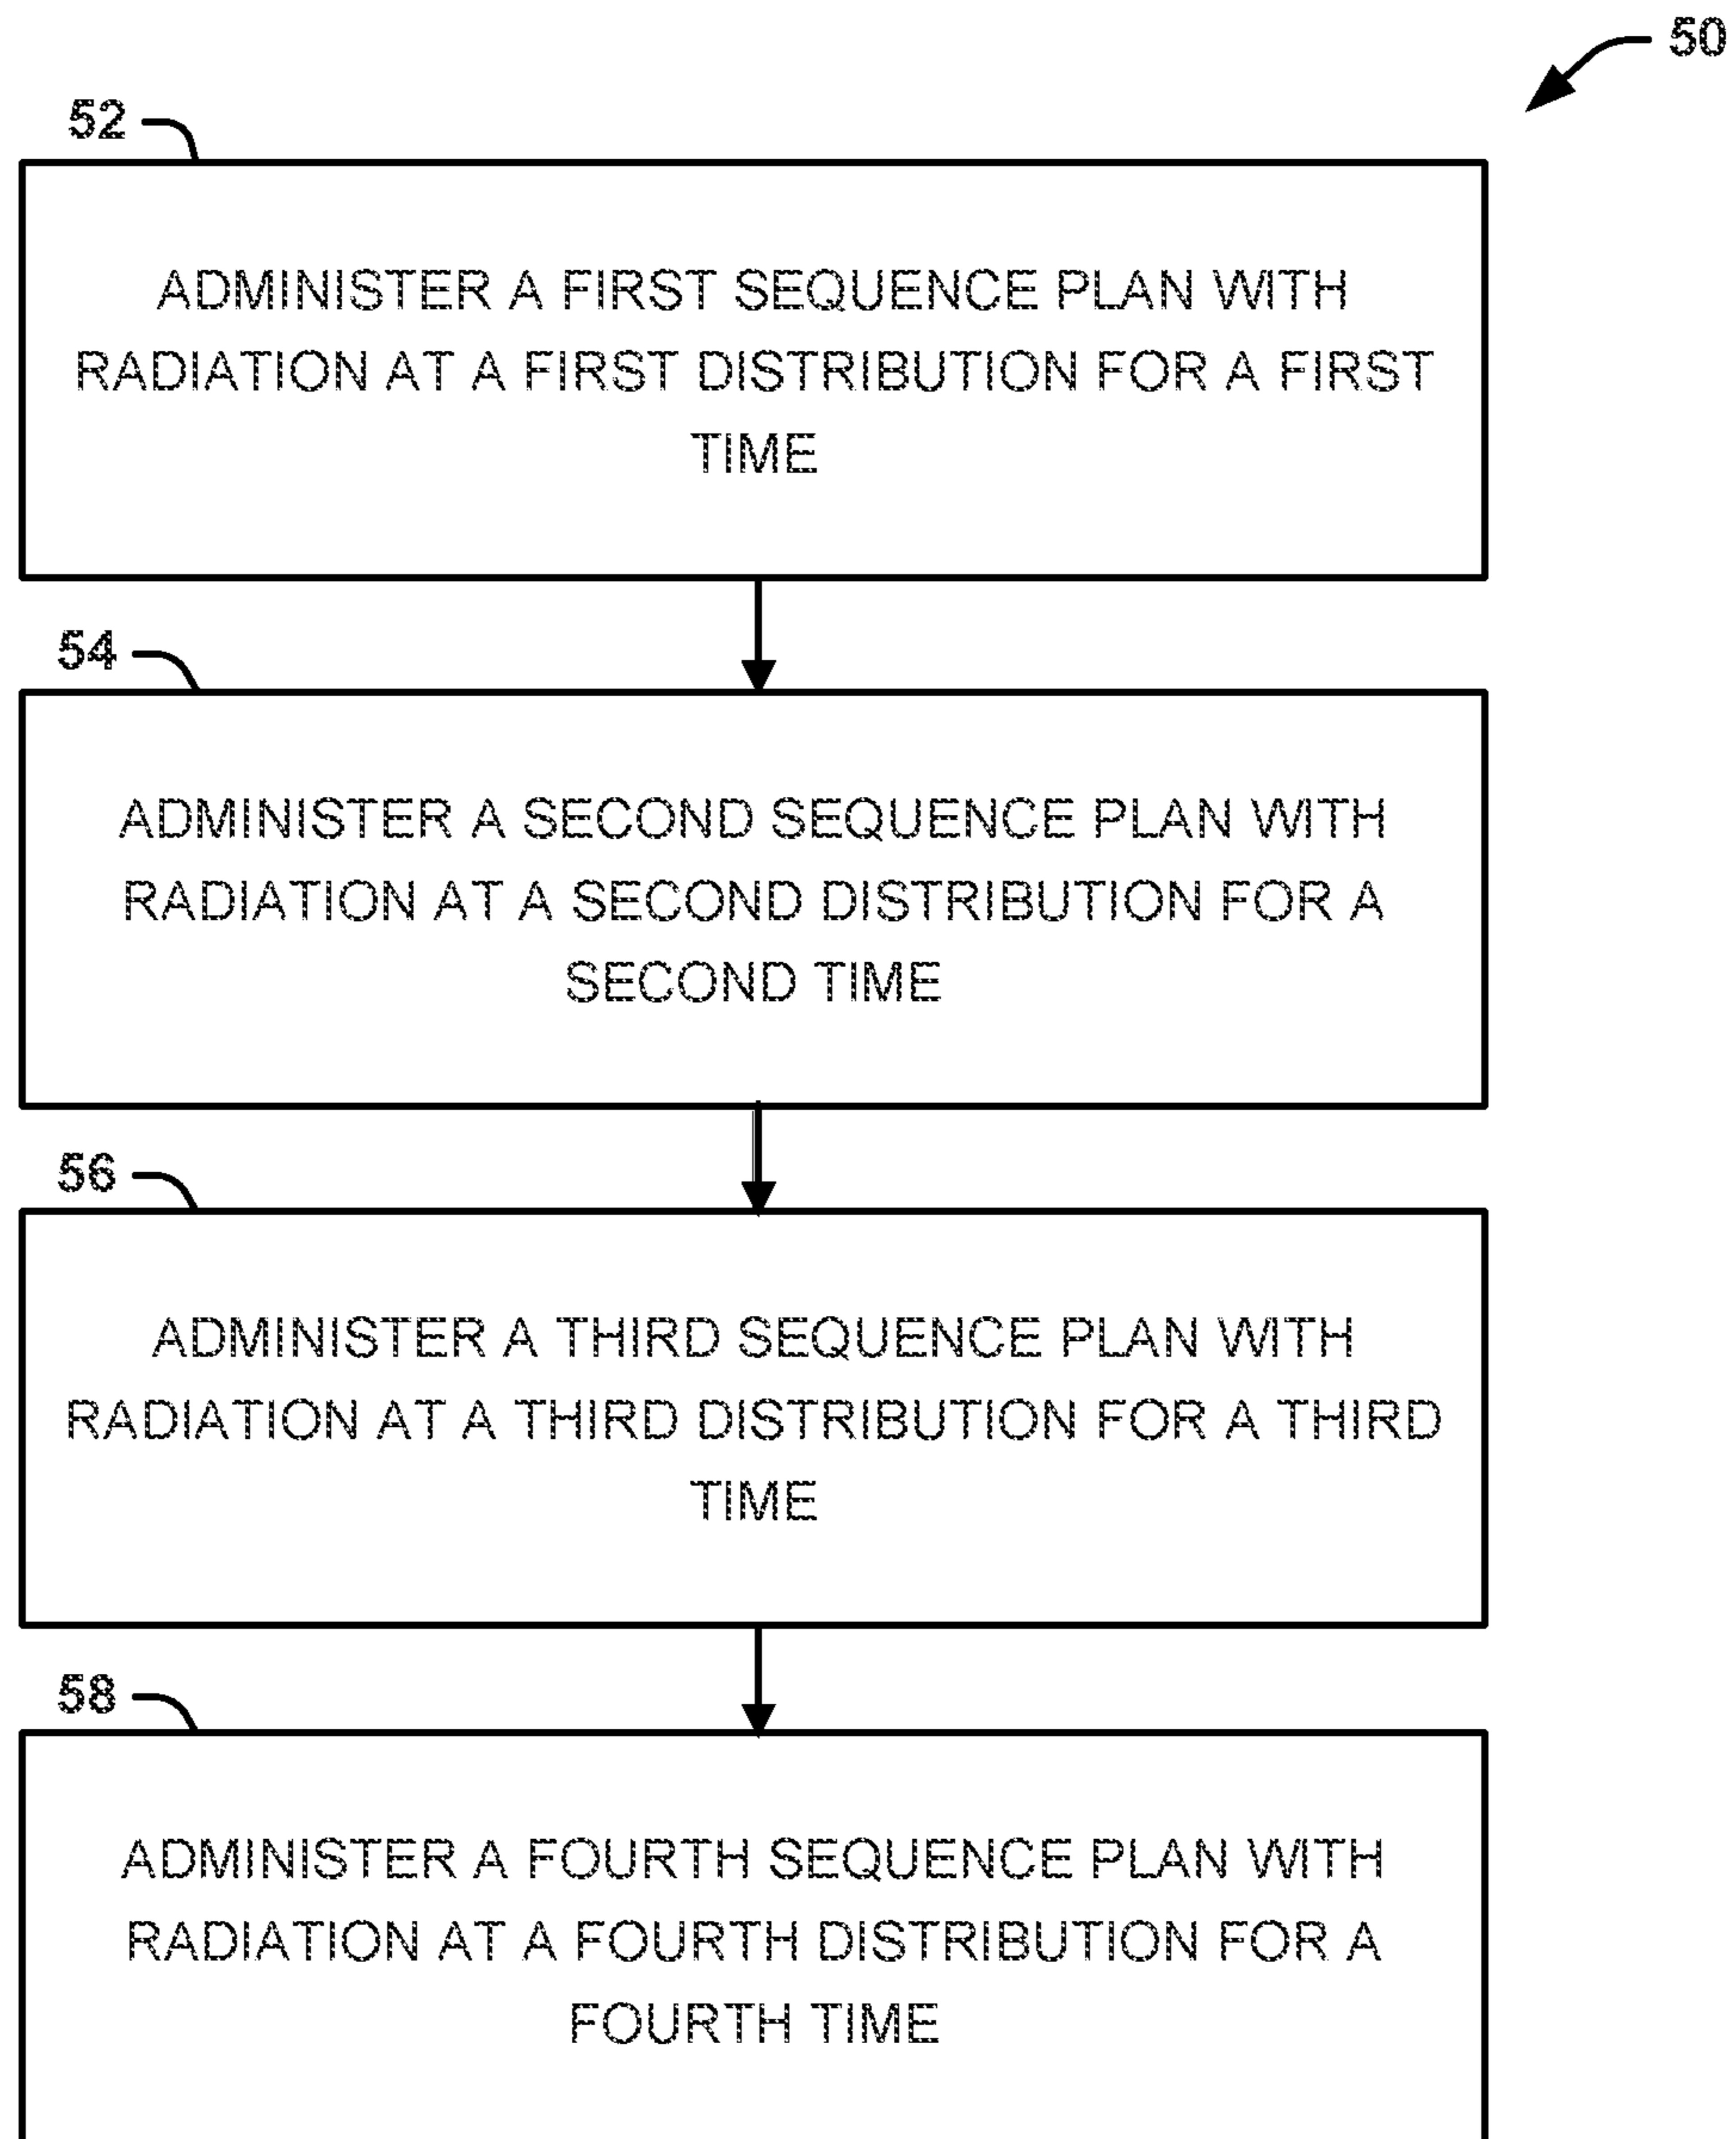 50
52
ADMINISTER A FIRST SEQUENCE PLAN WITH
RADIATION AT A FIRST DISTRIBUTION FOR A FIRST
TIME
54
ADMINISTER A SECOND SEQUENCE PLAN WITH
RADIATION AT A SECOND DISTRIBUTION FOR A
SECOND TIME
56
ADMINISTER A THIRD SEQUENCE PLAN WITH
RADIATION AT A THIRD DISTRIBUTION FOR A THIRD
TIME
58
ADMINISTER A FOURTH SEQUENCE PLAN WITH
RADIATION AT A FOURTH DISTRIBUTION FOR A
FOURTH TIME